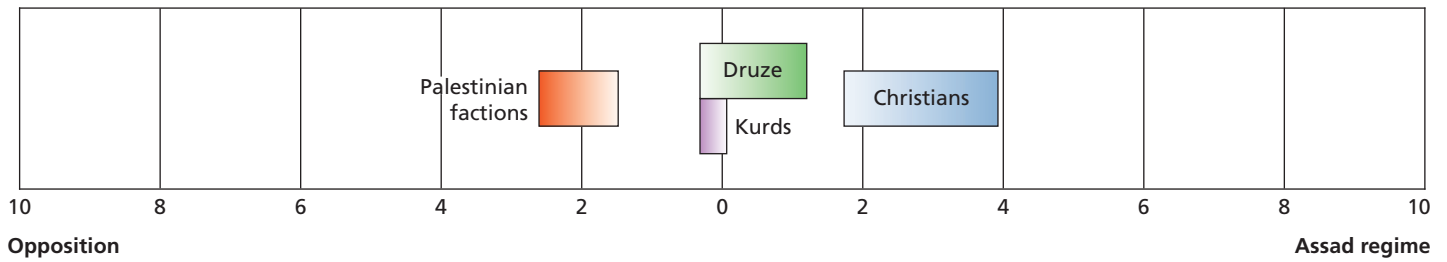 Druze
Palestinian
factions
Christians
Kurds
10 8 6 4 2 0 2 4 6 8 10
Opposition Assad regime